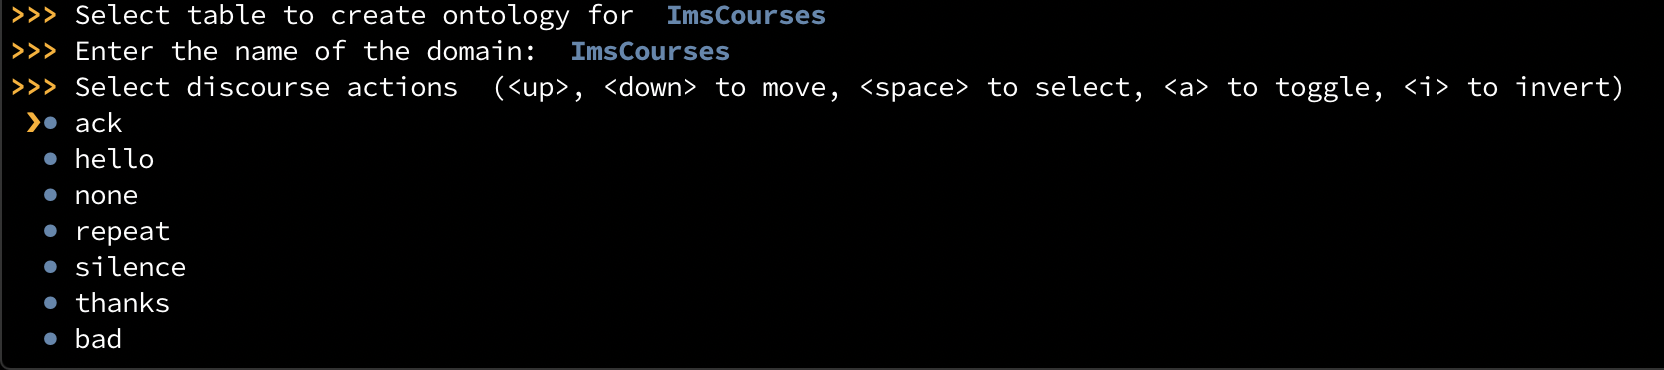 >>> Select table to create ontology for  ImsCourses
>>> Enter the name of the domain:  ImsCourses
>>> Select discourse actions  (<up>, <down> to move, <space> to select, <a> to toggle, <i> to invert)
❯● ack
● hello
● none
● repeat
● silence
● thanks
● bad